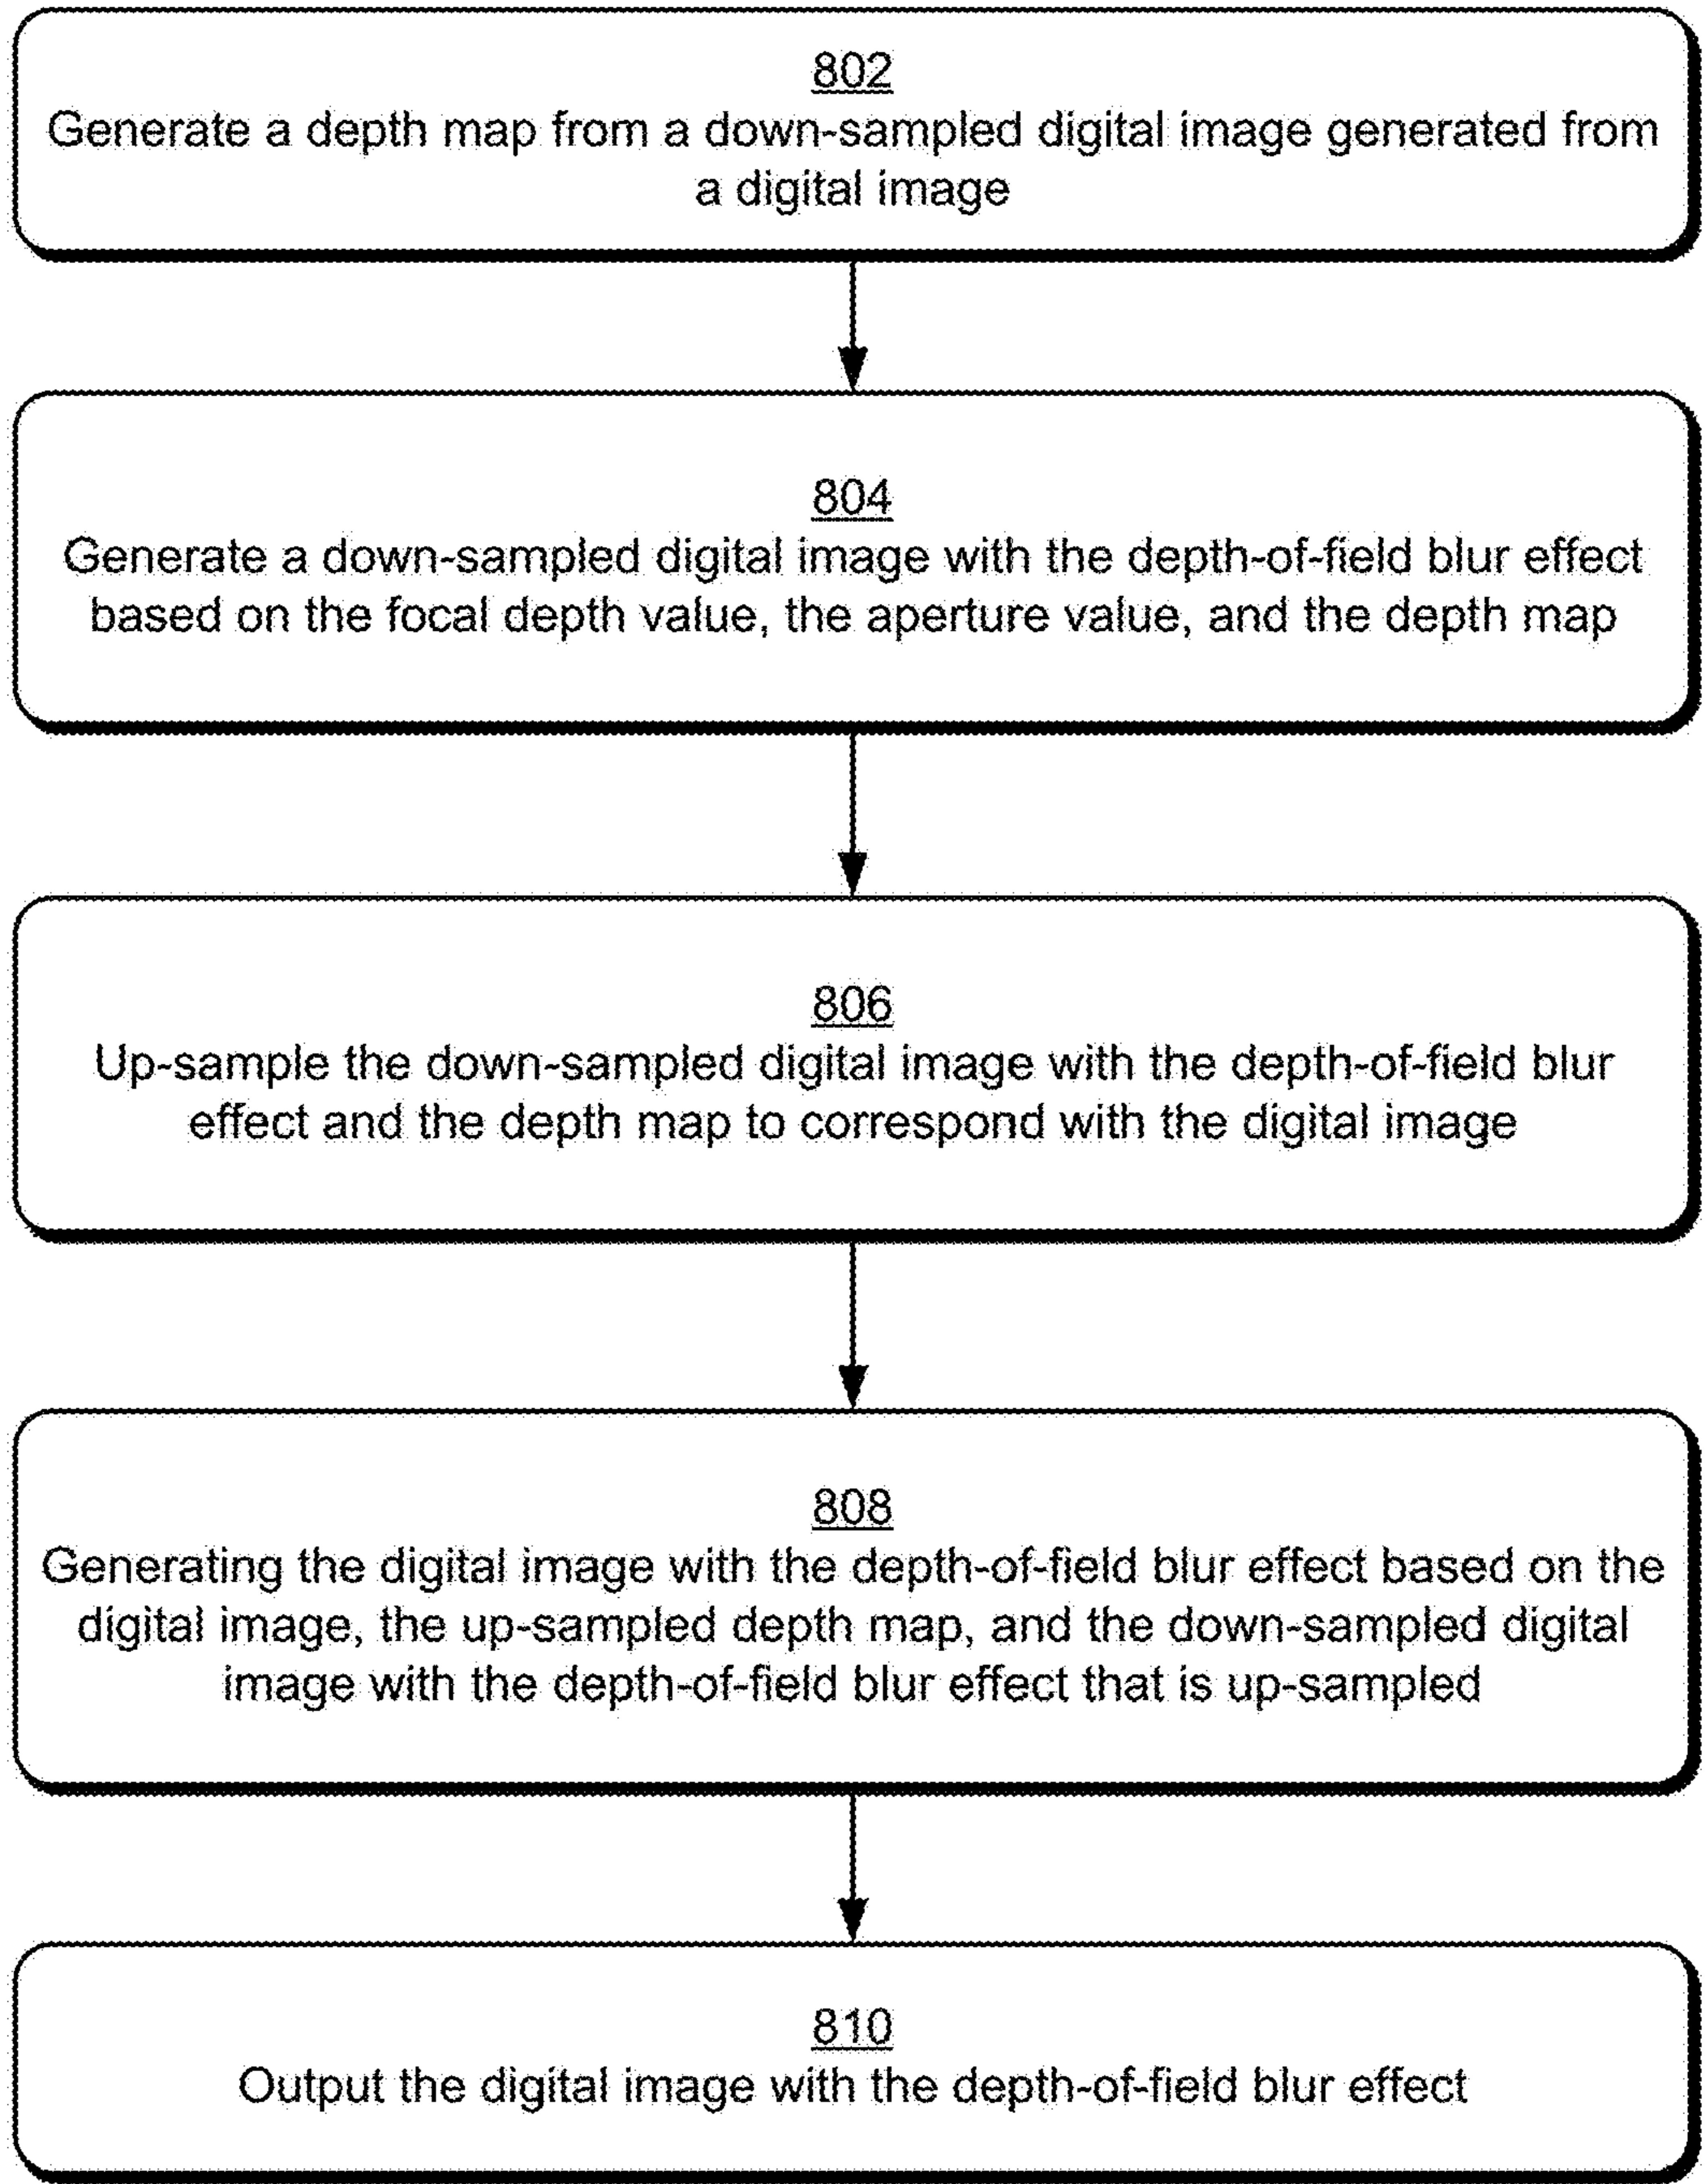 802
Generate a depth map from a down-sampled digital image generated from
a digital image
804
Generate a down-sampled digital image with the depth-of-field blur effect
based on the focal depth value, the aperture value, and the depth map
806
Up-sample the down-sampled digital image with the depth-of-field blur
effect and the depth map to correspond with the digital image
808
Generating the digital image with the depth-of-field blur effect based on the
digital image, the up-sampled depth map, and the down-sampled digital
image with the depth-of-field blur effect that is up-sampled
810
Output the digital image with the depth-of-field blur effect